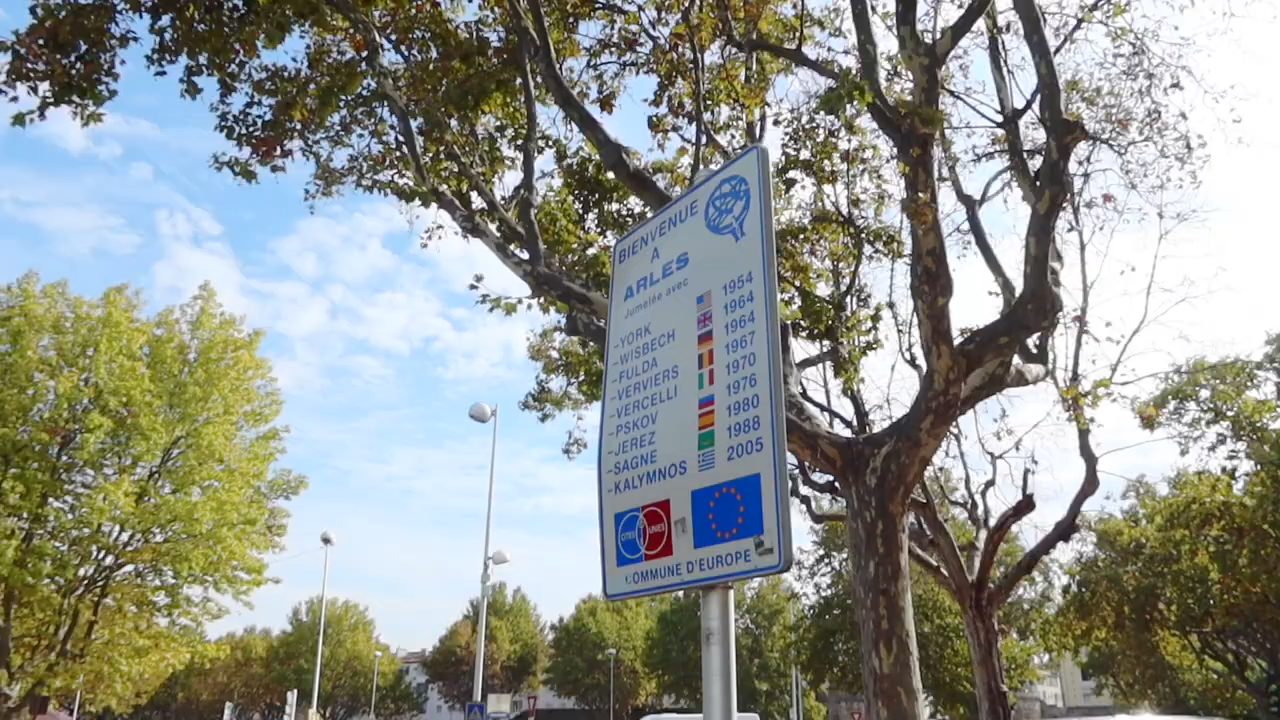 BIENVENUE
A
ARLES
Jumelée avec
-YORK 1954
-WISBECH 1964
-FULDA 1964
-VERVIERS 1967
-VERCELLI 1970
-PSKOV 1976
-JEREZ 1980
-SAGNE 1988
-KALYMNOS 2005
CITES UNIES
COMMUNE D'EUROPE